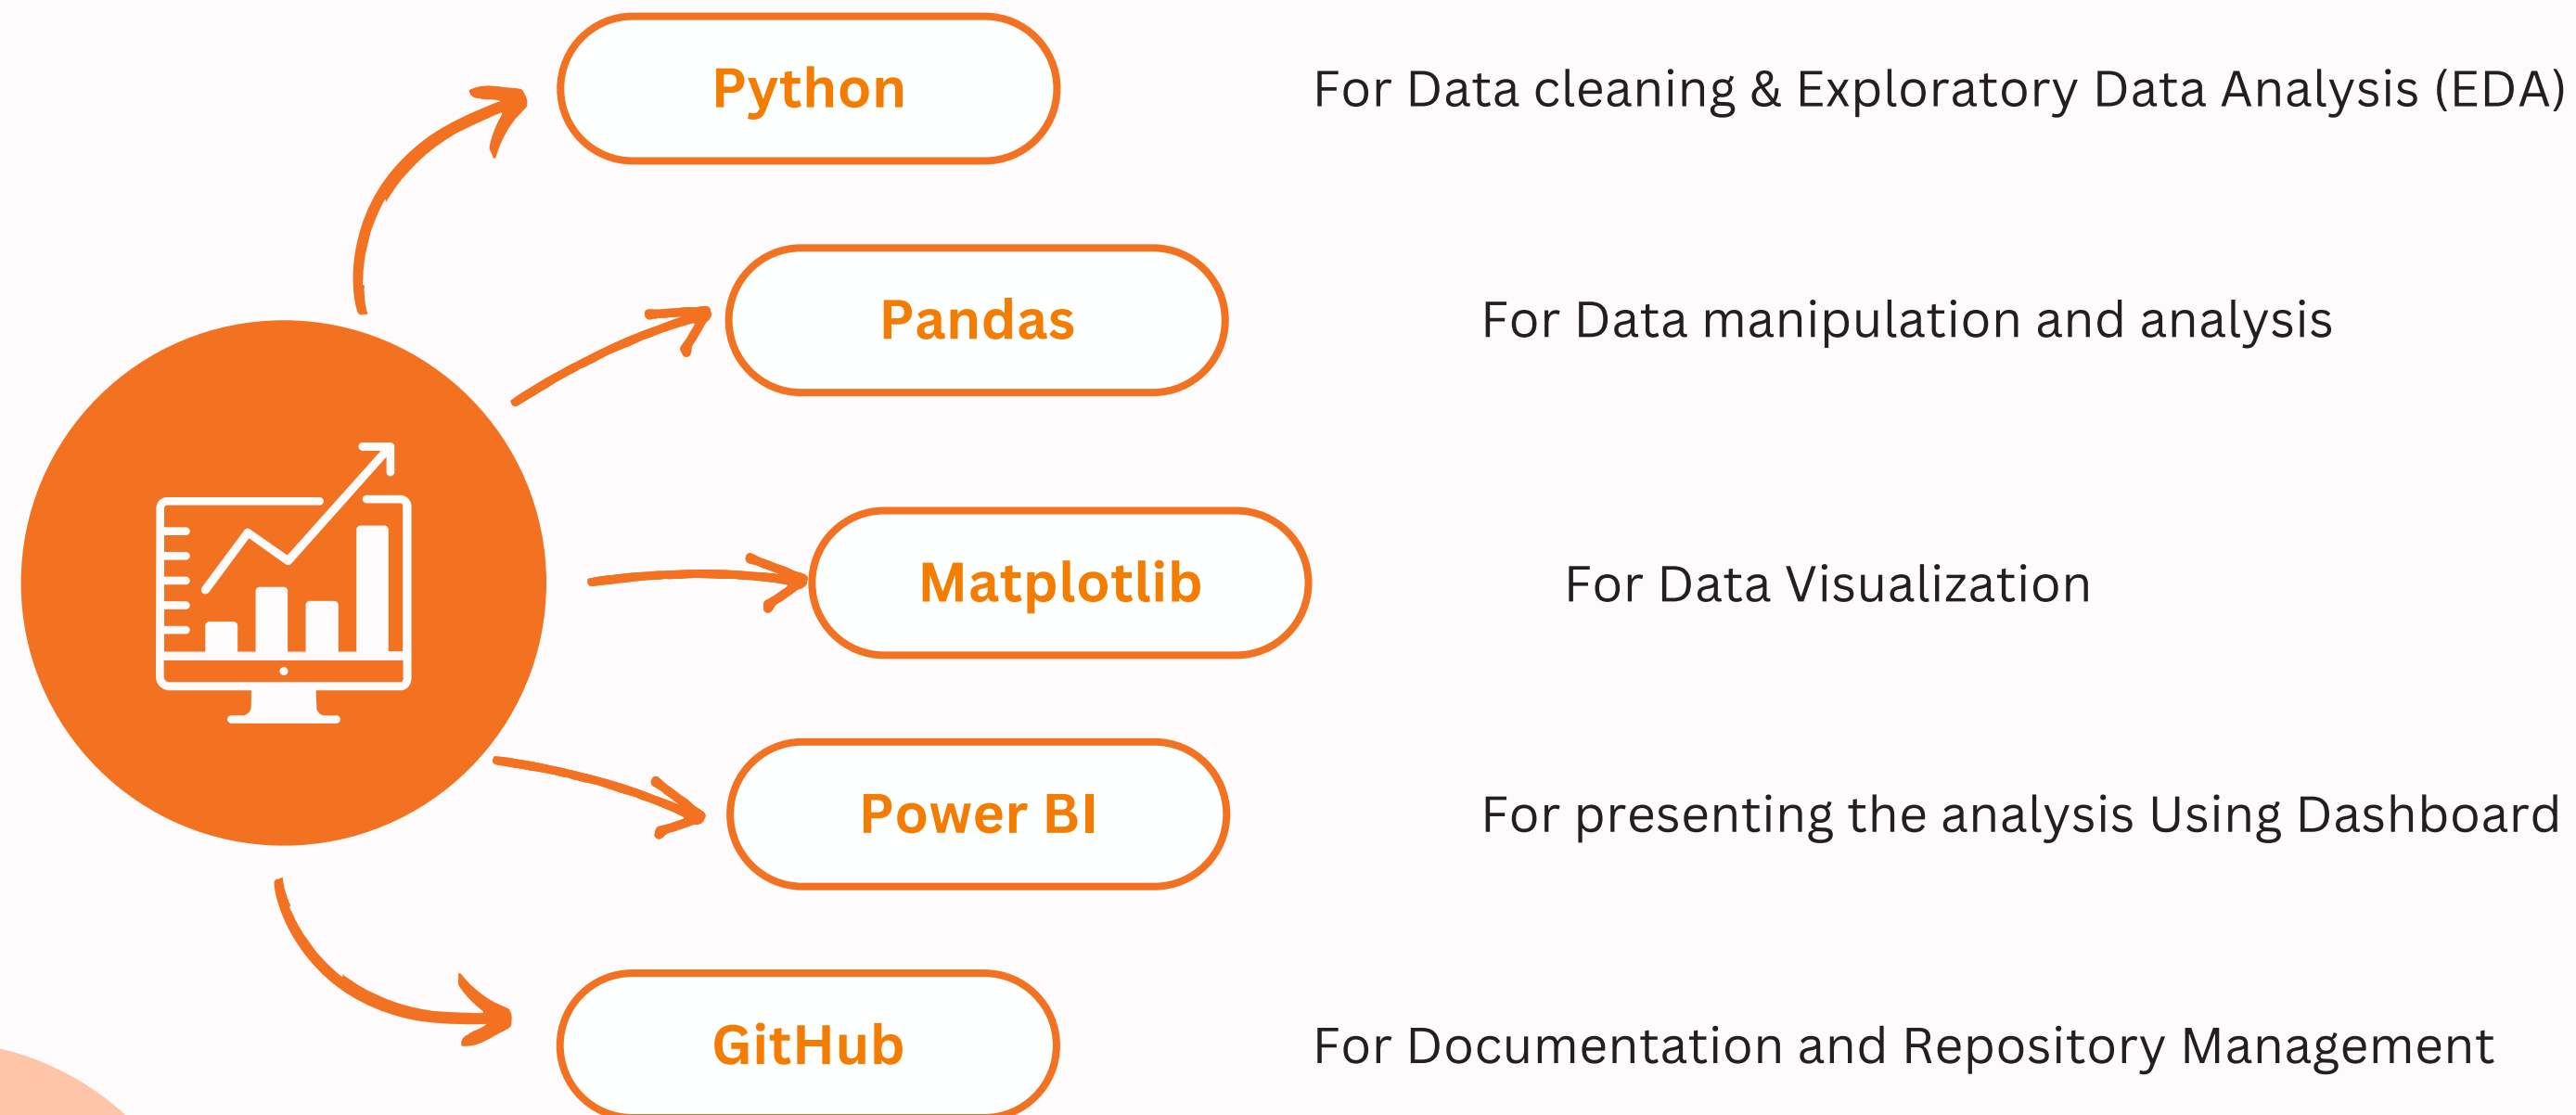 Python
For Data cleaning & Exploratory Data Analysis (EDA)
Pandas
For Data manipulation and analysis
Matplotlib
For Data Visualization
Power BI
For presenting the analysis Using Dashboard
GitHub
For Documentation and Repository Management